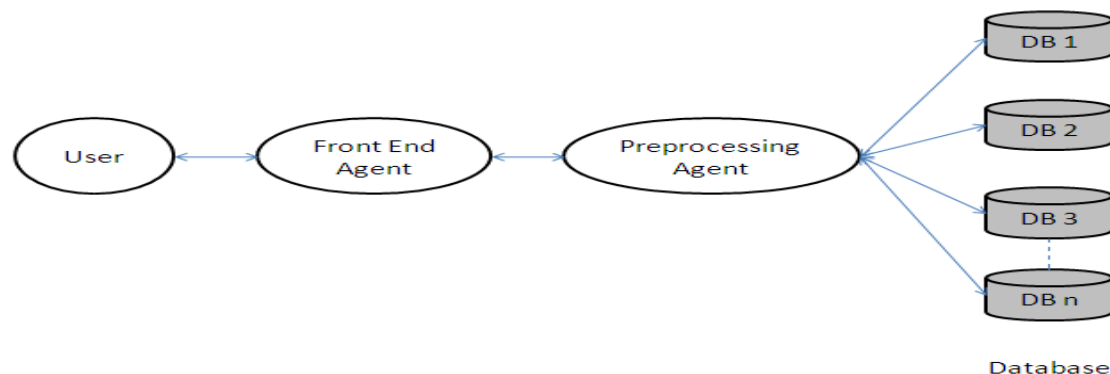 User
Front End
Agent
Preprocessing
Agent
DB 1
DB 2
DB 3
DB n
Database